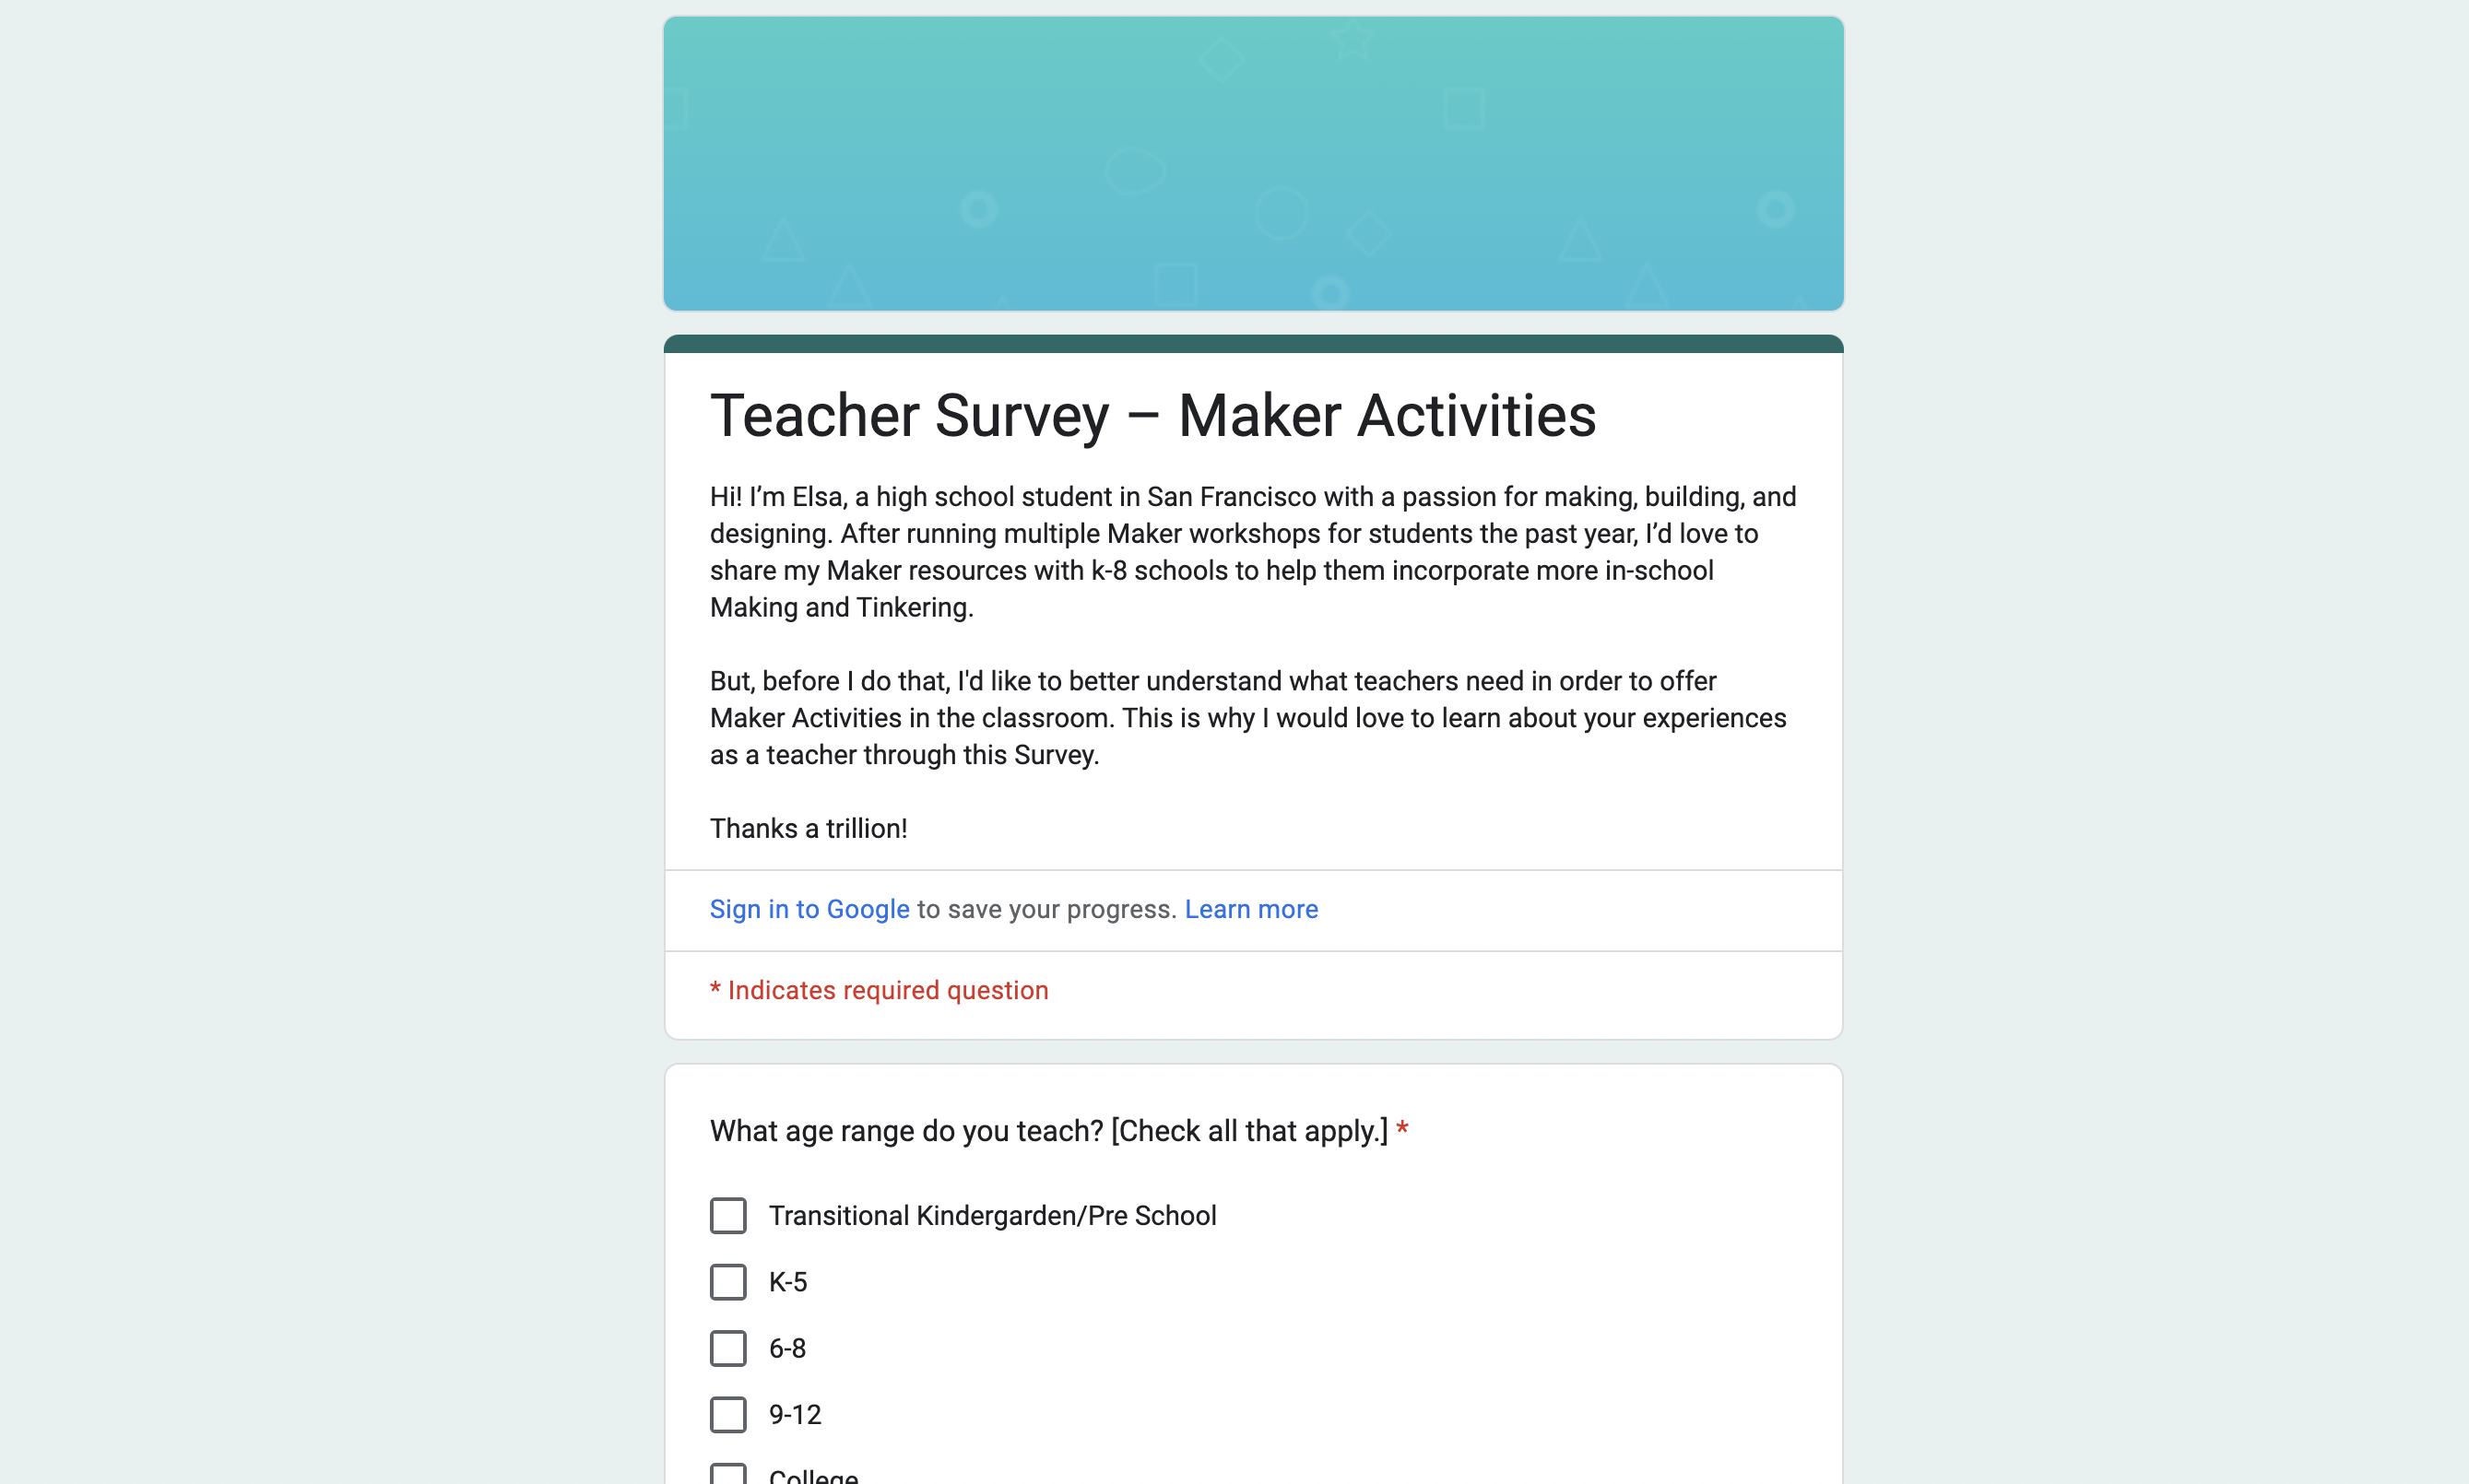 Teacher Survey – Maker Activities
Hi! I’m Elsa, a high school student in San Francisco with a passion for making, building, and
designing. After running multiple Maker workshops for students the past year, I’d love to
share my Maker resources with k-8 schools to help them incorporate more in-school
Making and Tinkering.
But, before I do that, I'd like to better understand what teachers need in order to offer
Maker Activities in the classroom. This is why I would love to learn about your experiences
as a teacher through this Survey.
Thanks a trillion!
Sign in to Google to save your progress. Learn more
* Indicates required question
What age range do you teach? [Check all that apply.] *
Transitional Kindergarden/Pre School
K-5
6-8
9-12
College